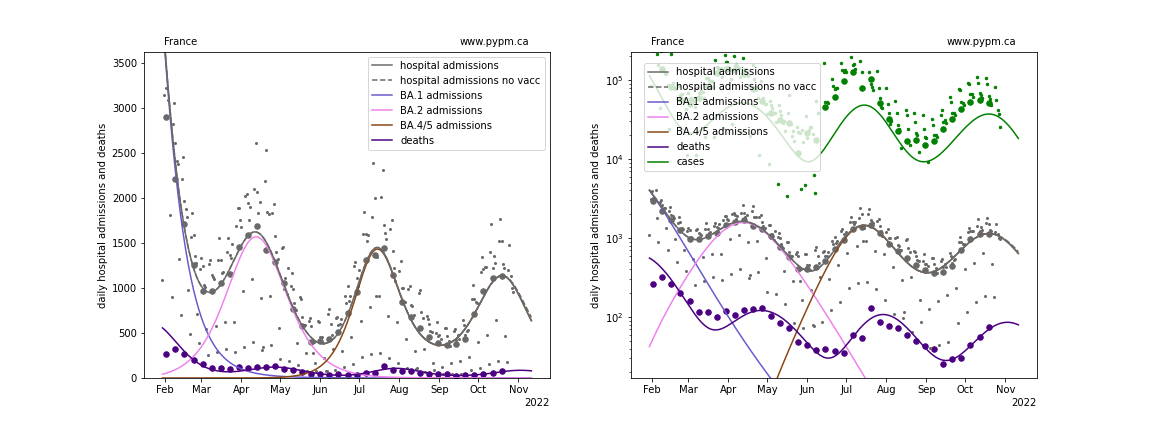 France www.pypm.ca
3500
3000
2500
2000
1500
1000
500
0
daily hospital admissions and deaths
hospital admissions
hospital admissions no vacc
BA.1 admissions
BA.2 admissions
BA.4/5 admissions
deaths
Feb Mar Apr May Jun Jul Aug Sep Oct Nov
2022
France www.pypm.ca
10⁵
10⁴
10³
10²
daily hospital admissions and deaths
hospital admissions
hospital admissions no vacc
BA.1 admissions
BA.2 admissions
BA.4/5 admissions
deaths
cases
Feb Mar Apr May Jun Jul Aug Sep Oct Nov
2022